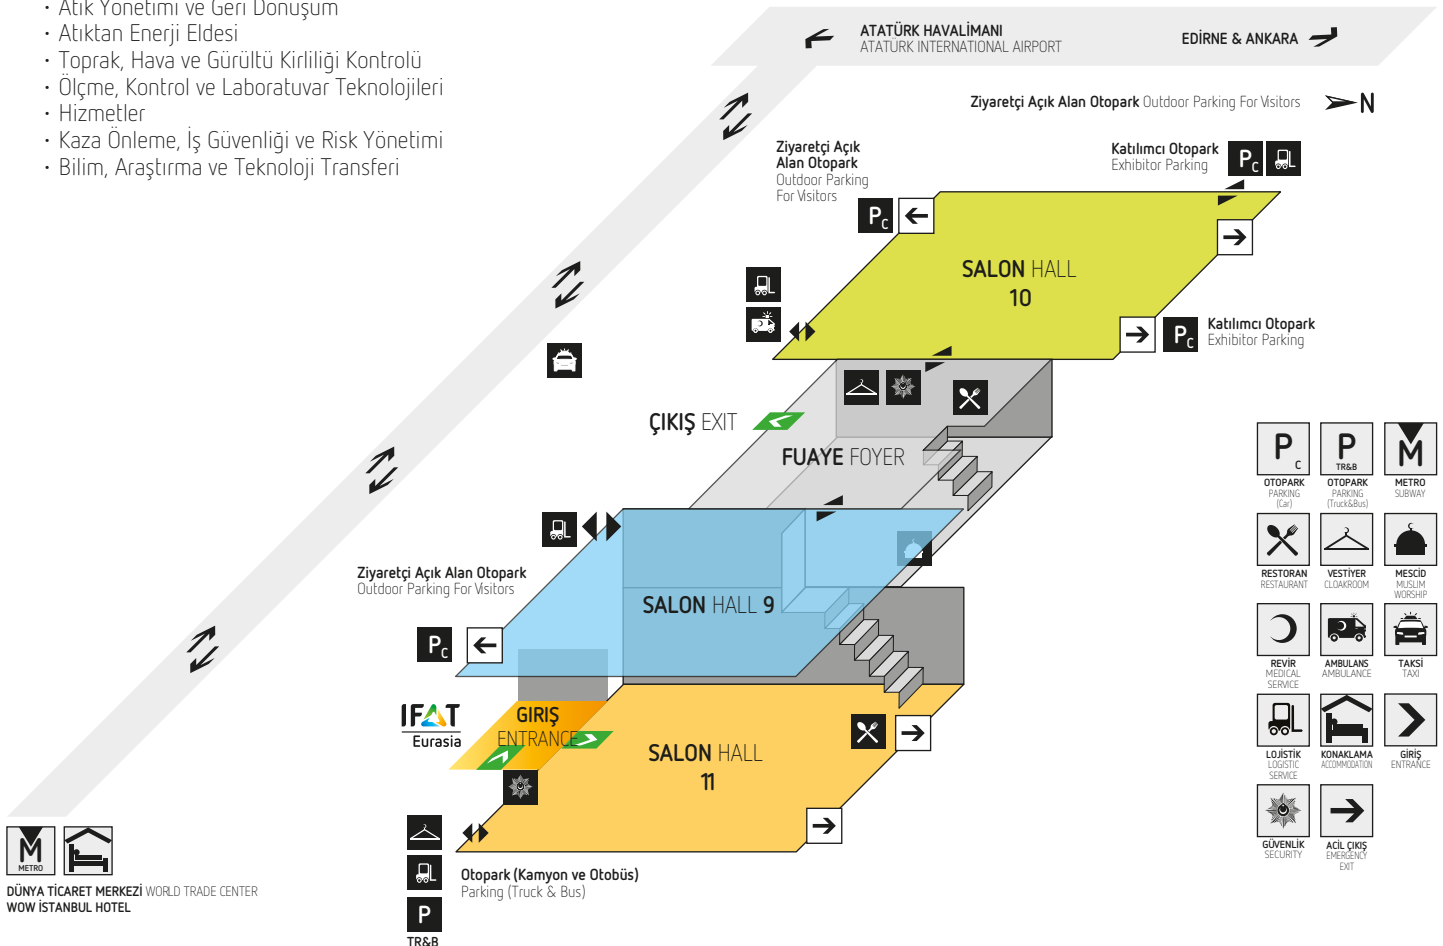 · Atık Yönetimi ve Geri Dönüşüm
· Atıktan Enerji Eldesi
· Toprak, Hava ve Gürültü Kirliliği Kontrolü
· Ölçme, Kontrol ve Laboratuvar Teknolojileri
· Hizmetler
· Kaza Önleme, İş Güvenliği ve Risk Yönetimi
· Bilim, Araştırma ve Teknoloji Transferi
ATATÜRK HAVALİMANI
ATATÜRK INTERNATIONAL AIRPORT
EDİRNE & ANKARA
Ziyaretçi Açık Alan Otopark Outdoor Parking For Visitors
N
Ziyaretçi Açık
Alan Otopark
Outdoor Parking
For Visitors
Katılımcı Otopark
Exhibitor Parking
Pc
Pc
SALON HALL
10
Pc
Katılımcı Otopark
Exhibitor Parking
ÇIKIŞ EXIT
FUAYE FOYER
Ziyaretçi Açık Alan Otopark
Outdoor Parking For Visitors
SALON HALL 9
Pc
IFAT
Eurasia
GIRIŞ
ENTRANCE
SALON HALL
11
Otopark (Kamyon ve Otobüs)
Parking (Truck & Bus)
P
TR&B
M
METRO
DÜNYA TİCARET MERKEZİ WORLD TRADE CENTER
WOW İSTANBUL HOTEL
Pc
OTOPARK
PARKING
(Car)
P
TR&B
OTOPARK
PARKING
(Truck&Bus)
M
METRO
SUBWAY
RESTORAN
RESTAURANT
VESTİYER
CLOAKROOM
MESCİD
MUSLIM
WORSHIP
REVİR
MEDICAL
SERVICE
AMBULANS
AMBULANCE
TAKSİ
TAXI
LOJİSTİK
LOGISTIC
SERVICE
KONAKLAMA
ACCOMMODATION
GİRİŞ
ENTRANCE
GÜVENLİK
SECURITY
ACİL ÇIKIŞ
EMERGENCY
EXIT